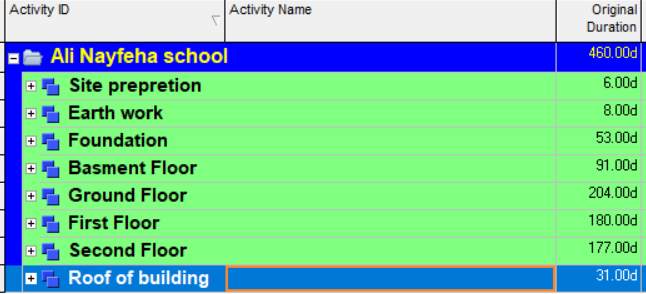 Activity ID Activity Name Original
Duration
Ali Nayfeha school 460.00d
Site prepretion 6.00d
Earth work 8.00d
Foundation 53.00d
Basment Floor 91.00d
Ground Floor 204.00d
First Floor 180.00d
Second Floor 177.00d
Roof of building 31.00d